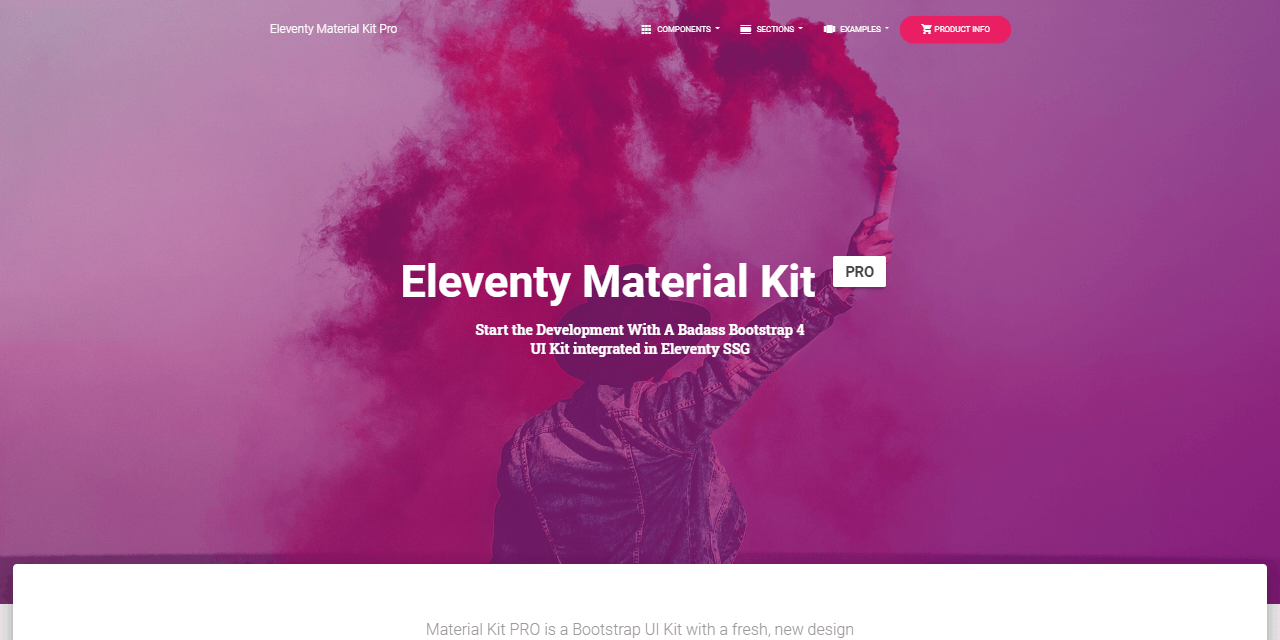 Eleventy Material Kit Pro
COMPONENTS
SECTIONS
EXAMPLES
PRODUCT INFO
Eleventy Material Kit PRO
Start the Development With A Badass Bootstrap 4
UI Kit integrated in Eleventy SSG
Material Kit PRO is a Bootstrap UI Kit with a fresh, new design